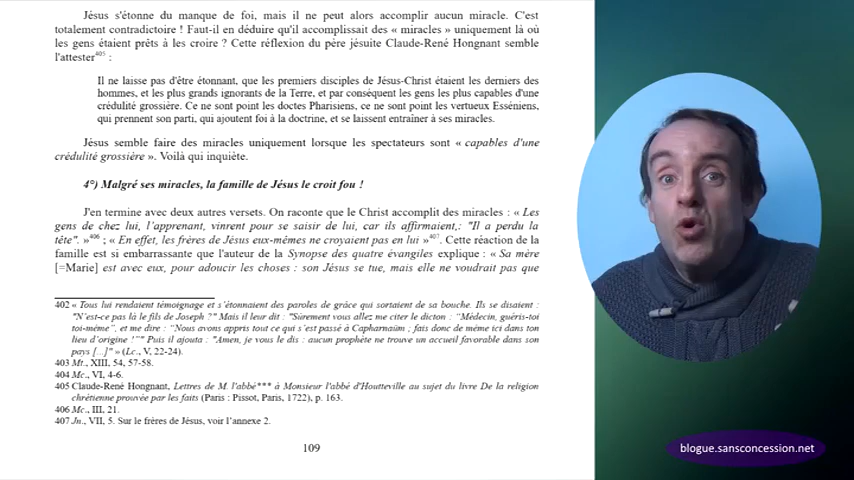 Jésus s'étonne du manque de foi, mais il ne peut alors accomplir aucun miracle. C'est
totalement contradictoire ! Faut-il en déduire qu'il accomplissait des « miracles » uniquement là où
les gens étaient prêts à les croire ? Cette réflexion du père jésuite Claude-René Hongnant semble
l'attester405 :
Il ne laisse pas d'être étonnant, que les premiers disciples de Jésus-Christ étaient les derniers des
hommes, et les plus grands ignorants de la Terre, et par conséquent les gens les plus capables d'une
crédulité grossière. Ce ne sont point les doctes Pharisiens, ce ne sont point les vertueux Esséniens,
qui prennent son parti, qui ajoutent foi à la doctrine, et se laissent entraîner à ses miracles.
Jésus semble faire des miracles uniquement lorsque les spectateurs sont « capables d'une
crédulité grossière ». Voilà qui inquiète.
4°) Malgré ses miracles, la famille de Jésus le croit fou !
J'en termine avec deux autres versets. On raconte que le Christ accomplit des miracles : « Les
gens de chez lui, l'apprenant, vinrent pour se saisir de lui, car ils affirmaient,: "Il a perdu la
tête". »406 ; « En effet, les frères de Jésus eux-mêmes ne croyaient pas en lui »407. Cette réaction de la
famille est si embarrassante que l'auteur de la Synopse des quatre évangiles explique : « Sa mère
[=Marie] est avec eux, pour adoucir les choses : son Jésus se tue, mais elle ne voudrait pas que
402 « Tous lui rendaient témoignage et s'étonnaient des paroles de grâce qui sortaient de sa bouche. Ils se disaient :
"N'est-ce pas là le fils de Joseph ?" Mais il leur dit : "Sûrement vous allez me citer le dicton : "Médecin, guéris-toi
toi-même", et me dire : "Nous avons appris tout ce qui s'est passé à Capharnaüm ; fais donc de même ici dans ton
lieu d'origine !"" Puis il ajouta : "Amen, je vous le dis : aucun prophète ne trouve un accueil favorable dans son
pays [...]" » (Lc., V, 22-24).
403 Mt., XIII, 54, 57-58.
404 Mc., VI, 4-6.
405 Claude-René Hongnant, Lettres de M. l'abbé*** à Monsieur l'abbé d'Houtteville au sujet du livre De la religion
chrétienne prouvée par les faits (Paris : Pissot, Paris, 1722), p. 163.
406 Mc., III, 21.
407 Jn., VII, 5. Sur le frères de Jésus, voir l'annexe 2.
109
blogue.sansconcession.net